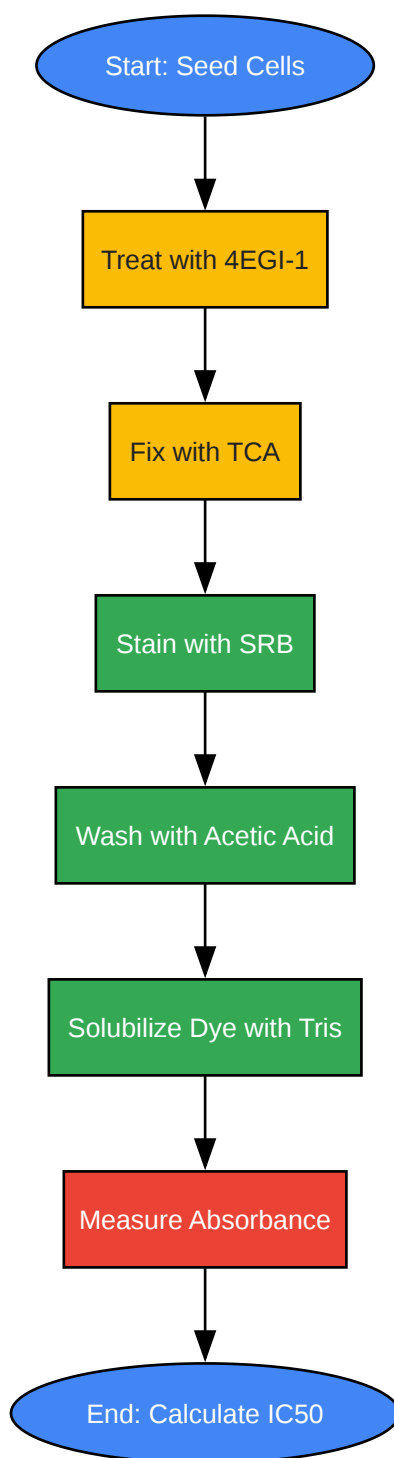 Start: Seed Cells
Treat with 4EGI-1
Fix with TCA
Stain with SRB
Wash with Acetic Acid
Solubilize Dye with Tris
Measure Absorbance
End: Calculate IC50